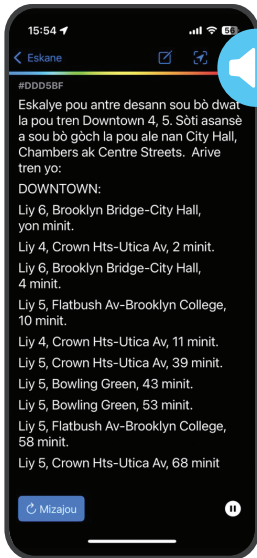 15:54
56
Eskane
#DDD5BF
Eskalye pou antre desann sou bò dwat
la pou tren Downtown 4, 5. Sòti asansè
a sou bò gòch la pou ale nan City Hall,
Chambers ak Centre Streets.  Arive
tren yo:
DOWNTOWN:
Liy 6, Brooklyn Bridge-City Hall,
yon minit.
Liy 4, Crown Hts-Utica Av, 2 minit.
Liy 6, Brooklyn Bridge-City Hall,
4 minit.
Liy 5, Flatbush Av-Brooklyn College,
10 minit.
Liy 4, Crown Hts-Utica Av, 11 minit.
Liy 5, Crown Hts-Utica Av, 39 minit.
Liy 5, Bowling Green, 43 minit.
Liy 5, Bowling Green, 53 minit.
Liy 5, Flatbush Av-Brooklyn College,
58 minit.
Liy 5, Crown Hts-Utica Av, 68 minit
Mizajou